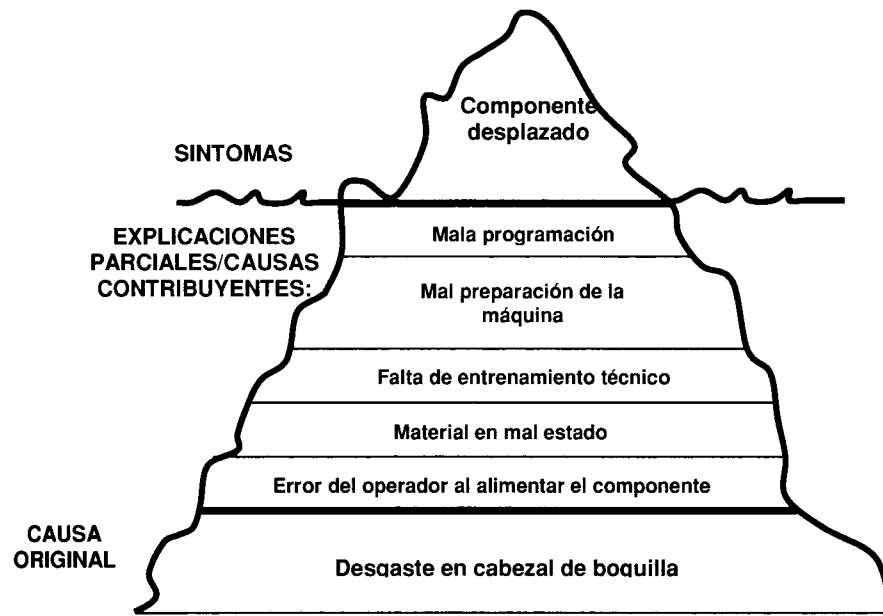 Componente
desplazado
SINTOMAS
EXPLICACIONES
PARCIALES/CAUSAS
CONTRIBUYENTES:
Mala programación
Mal preparación de la
máquina
Falta de entrenamiento técnico
Material en mal estado
Error del operador al alimentar el componente
CAUSA
ORIGINAL
Desgaste en cabezal de boquilla